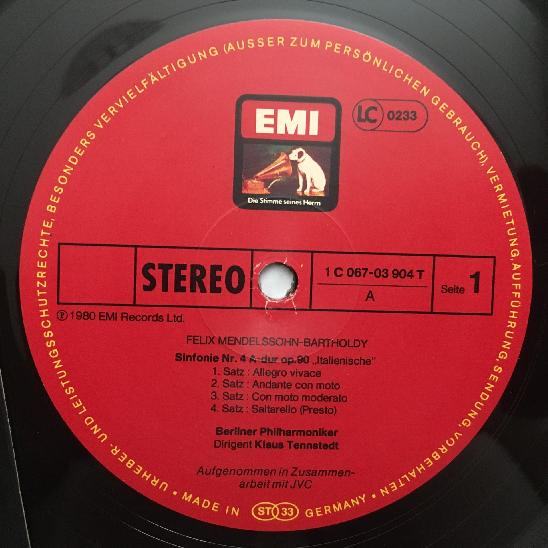 URHEBER- UND LEISTUNGSSCHUTZRECHTE, BESONDERS VERVIELFÄLTIGUNG (AUSSER ZUM PERSÖNLICHEN GEBRAUCH), VERMIETUNG, AUFFÜHRUNG, SENDUNG, VORBEHALTEN
EMI
Die Stimme seines Herrn
LC 0233
STEREO
1 C 067-03 904 T
A
Seite 1
Ⓟ 1980 EMI Records Ltd.
FELIX MENDELSSOHN-BARTHOLDY
Sinfonie Nr. 4 A-dur op. 90 „Italienische"
1. Satz: Allegro vivace
2. Satz: Andante con moto
3. Satz: Con moto moderato
4. Satz: Saltarello (Presto)
Berliner Philharmoniker
Dirigent Klaus Tennstedt
Aufgenommen in Zusammen-
arbeit mit JVC
• MADE IN ST 33 GERMANY •